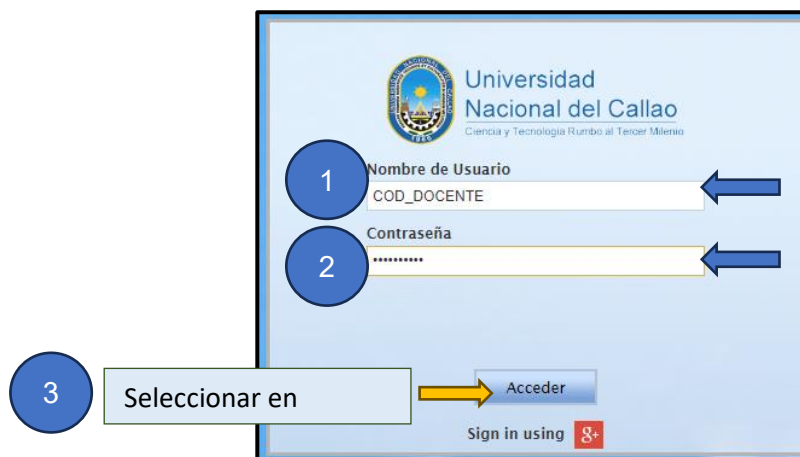 Universidad
Nacional del Callao
Ciencia y Tecnología Rumbo al Tercer Milenio
1
Nombre de Usuario
COD_DOCENTE
2
Contraseña
••••••••••
3
Seleccionar en
Acceder
Sign in using g+